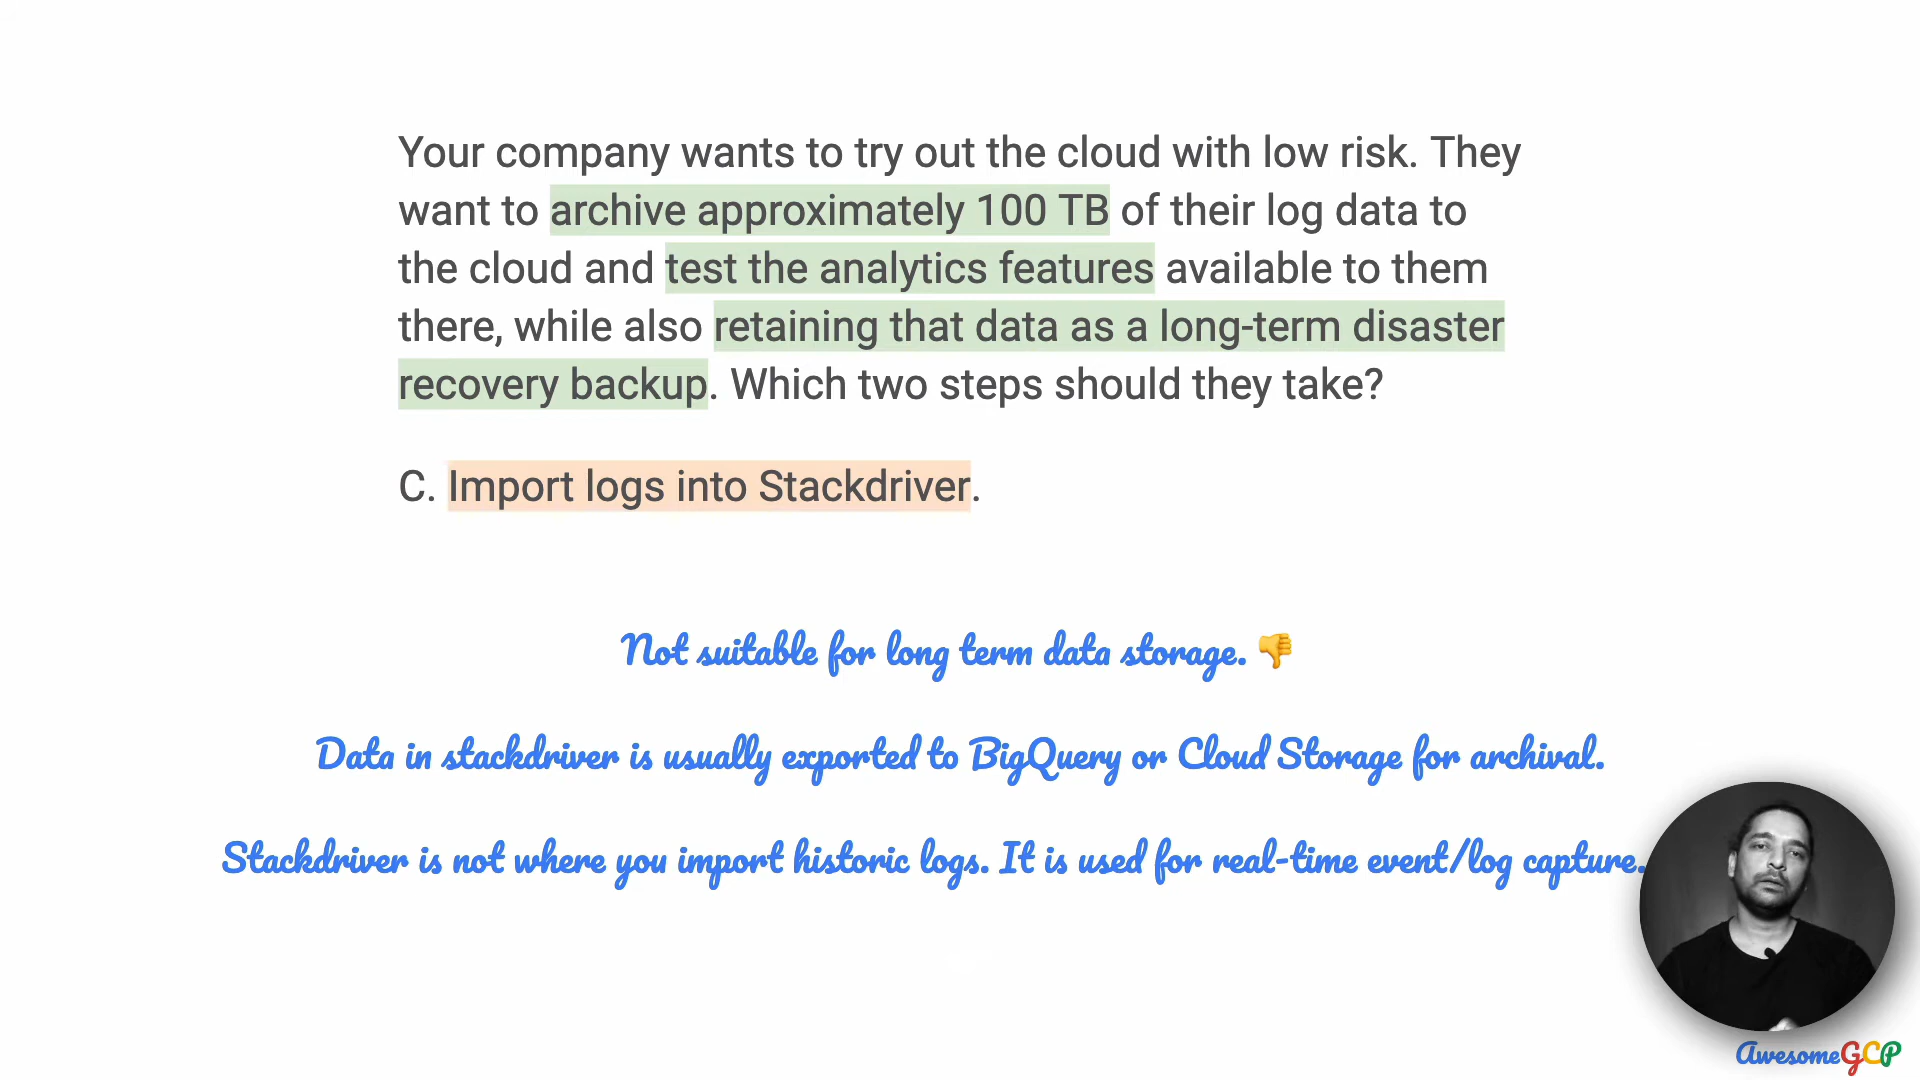 Your company wants to try out the cloud with low risk. They
want to archive approximately 100 TB of their log data to
the cloud and test the analytics features available to them
there, while also retaining that data as a long-term disaster
recovery backup. Which two steps should they take?
C. Import logs into Stackdriver.
Not suitable for long term data storage. 👎
Data in stackdriver is usually exported to BigQuery or Cloud Storage for archival.
Stackdriver is not where you import historic logs. It is used for real-time event/log capture.
AwesomeGCP